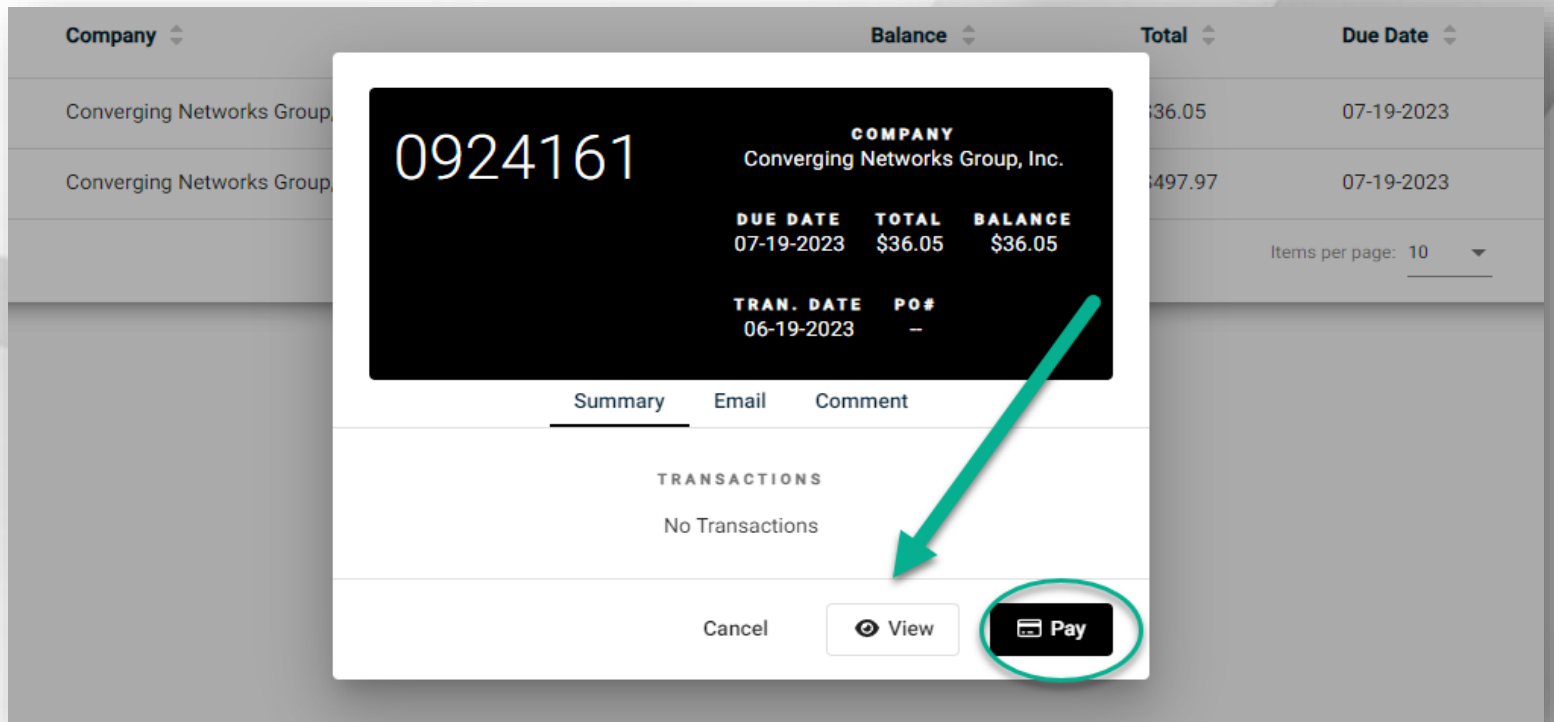 Company Balance Total Due Date
Converging Networks Group, $36.05 07-19-2023
Converging Networks Group, $497.97 07-19-2023
Items per page: 10
0924161
COMPANY
Converging Networks Group, Inc.
DUE DATE TOTAL BALANCE
07-19-2023 $36.05 $36.05
TRAN. DATE PO#
06-19-2023 --
Summary Email Comment
TRANSACTIONS
No Transactions
Cancel View Pay